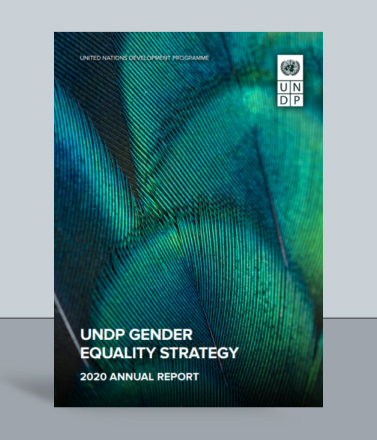 UNITED NATIONS DEVELOPMENT PROGRAMME
U N
D P
UNDP GENDER
EQUALITY STRATEGY
2020 ANNUAL REPORT